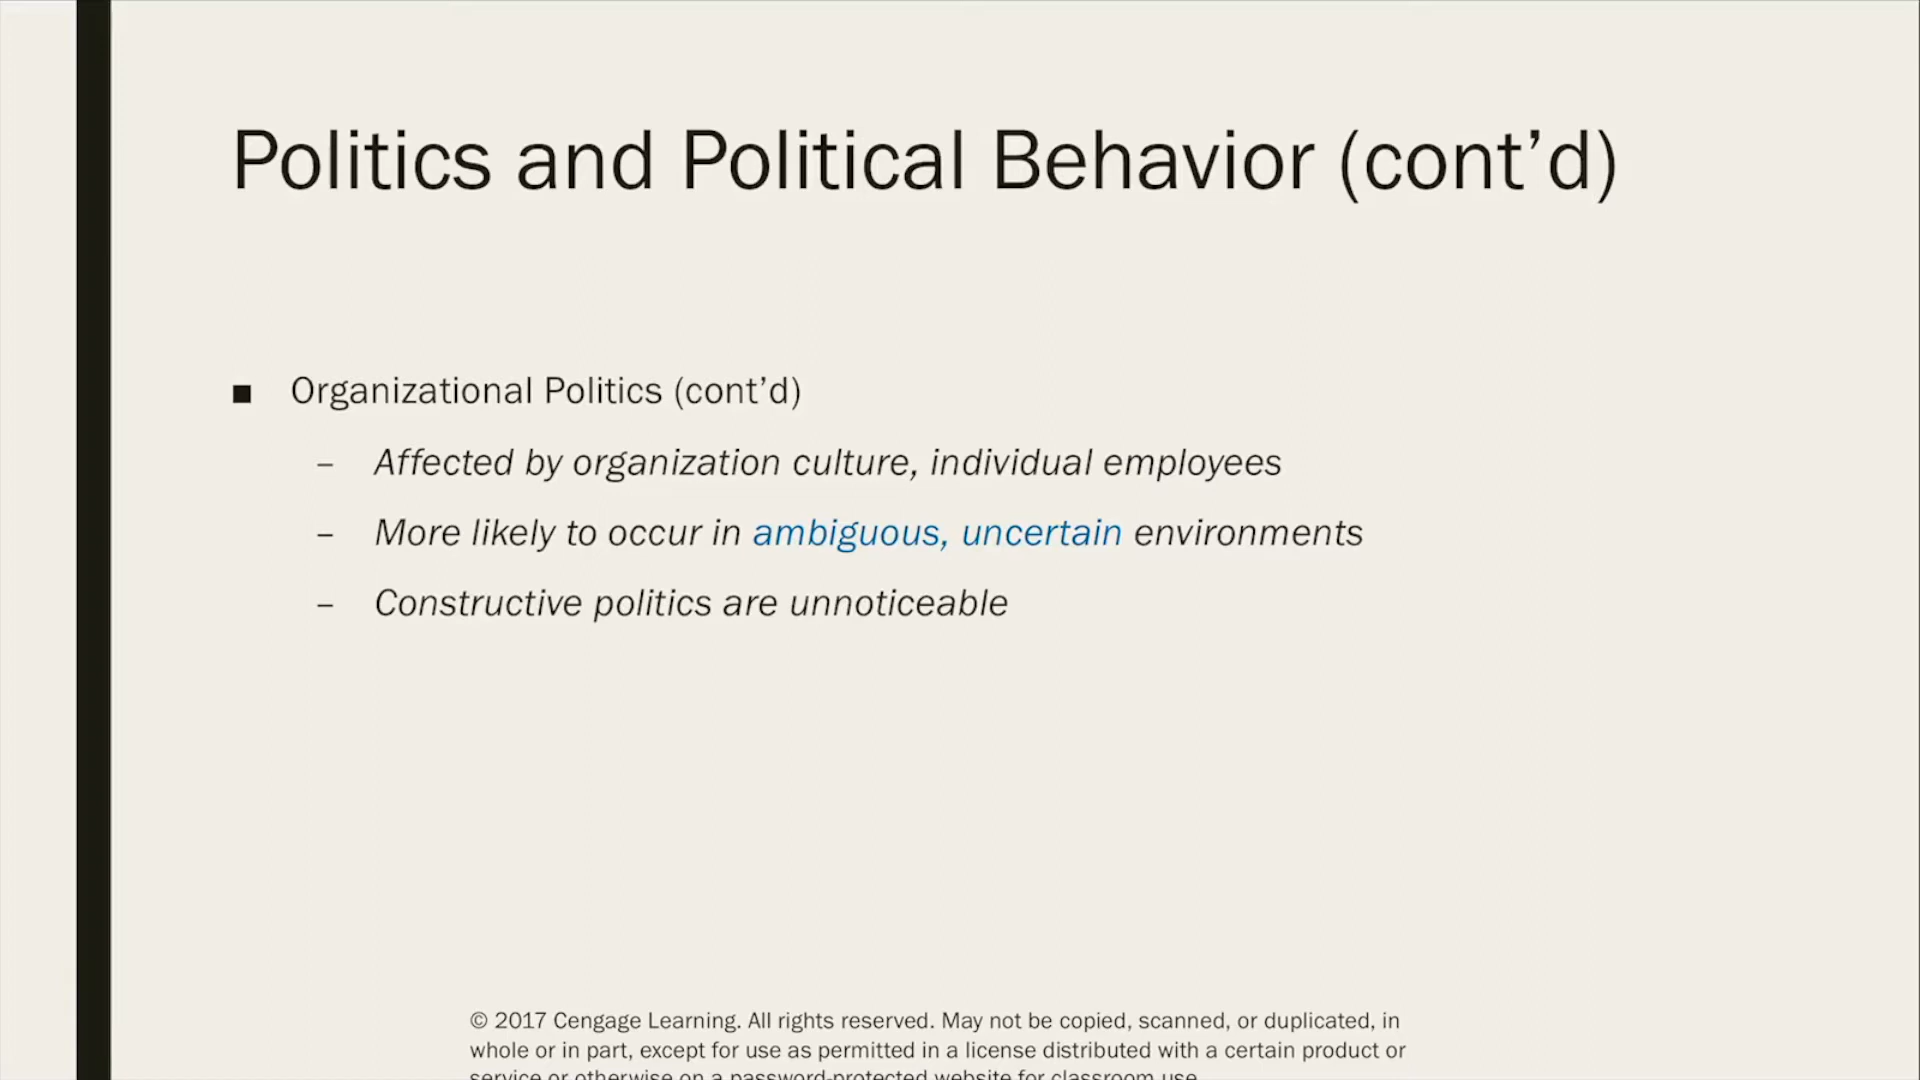 Politics and Political Behavior (cont’d)
■ Organizational Politics (cont’d)
– Affected by organization culture, individual employees
– More likely to occur in ambiguous, uncertain environments
– Constructive politics are unnoticeable
© 2017 Cengage Learning. All rights reserved. May not be copied, scanned, or duplicated, in
whole or in part, except for use as permitted in a license distributed with a certain product or
service or otherwise on a password-protected website for classroom use